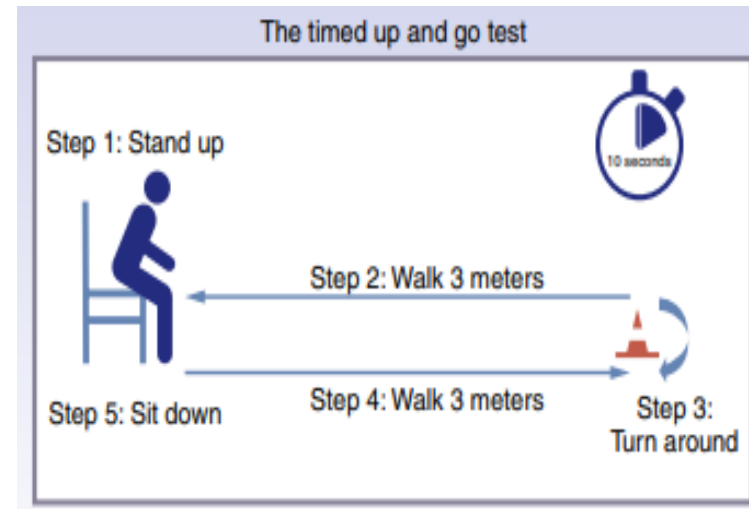 The timed up and go test
Step 1: Stand up
10 seconds
Step 2: Walk 3 meters
Step 4: Walk 3 meters
Step 5: Sit down
Step 3:
Turn around